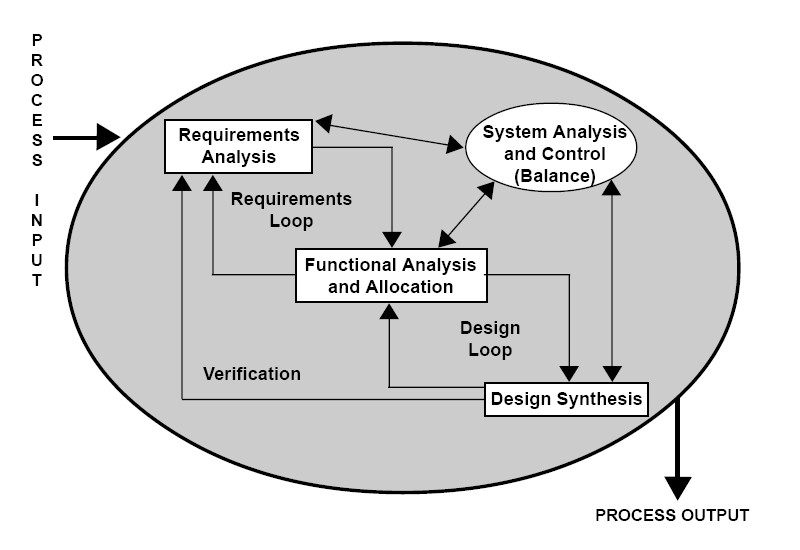 PROCESS INPUT
Requirements
Analysis
System Analysis
and Control
(Balance)
Requirements
Loop
Functional Analysis
and Allocation
Design
Loop
Verification
Design Synthesis
PROCESS OUTPUT